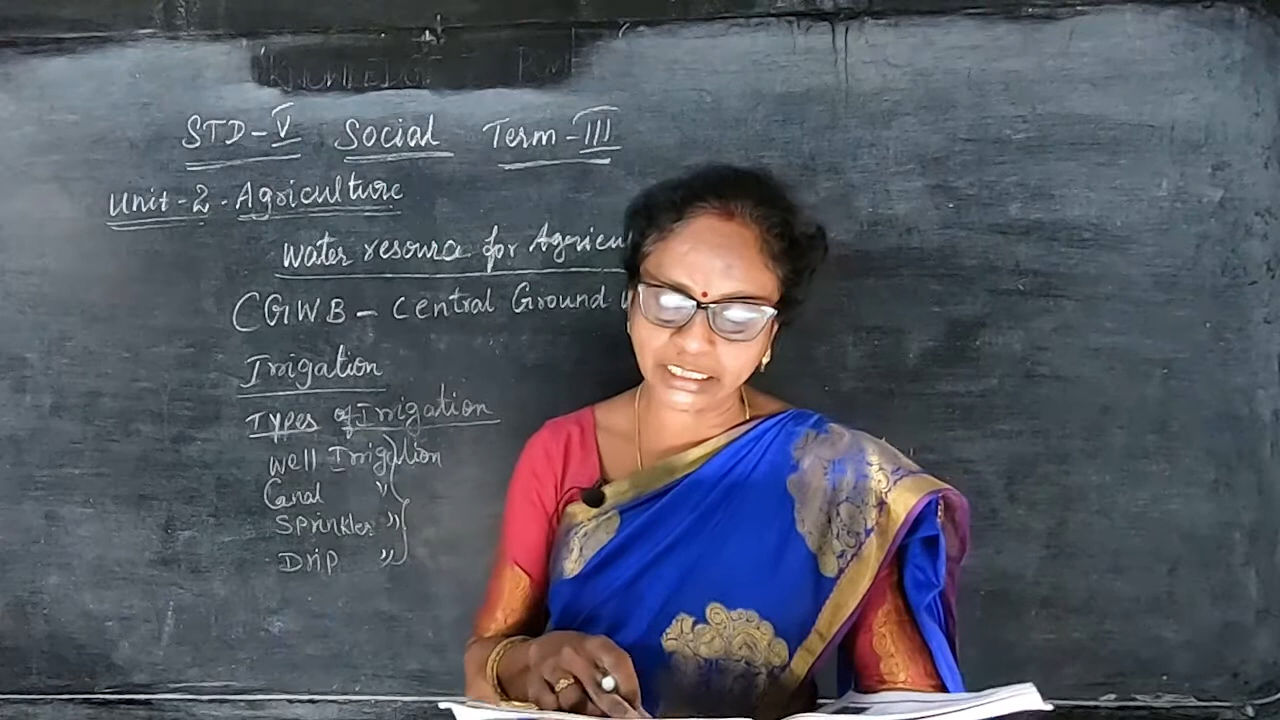 STD-V Social Term-III
Unit-2. Agriculture
Water resource for Agricu
CGWB - Central Ground
Irrigation
Types of Irrigation
Well Irrigation
Canal "
Sprinkler "
Drip "